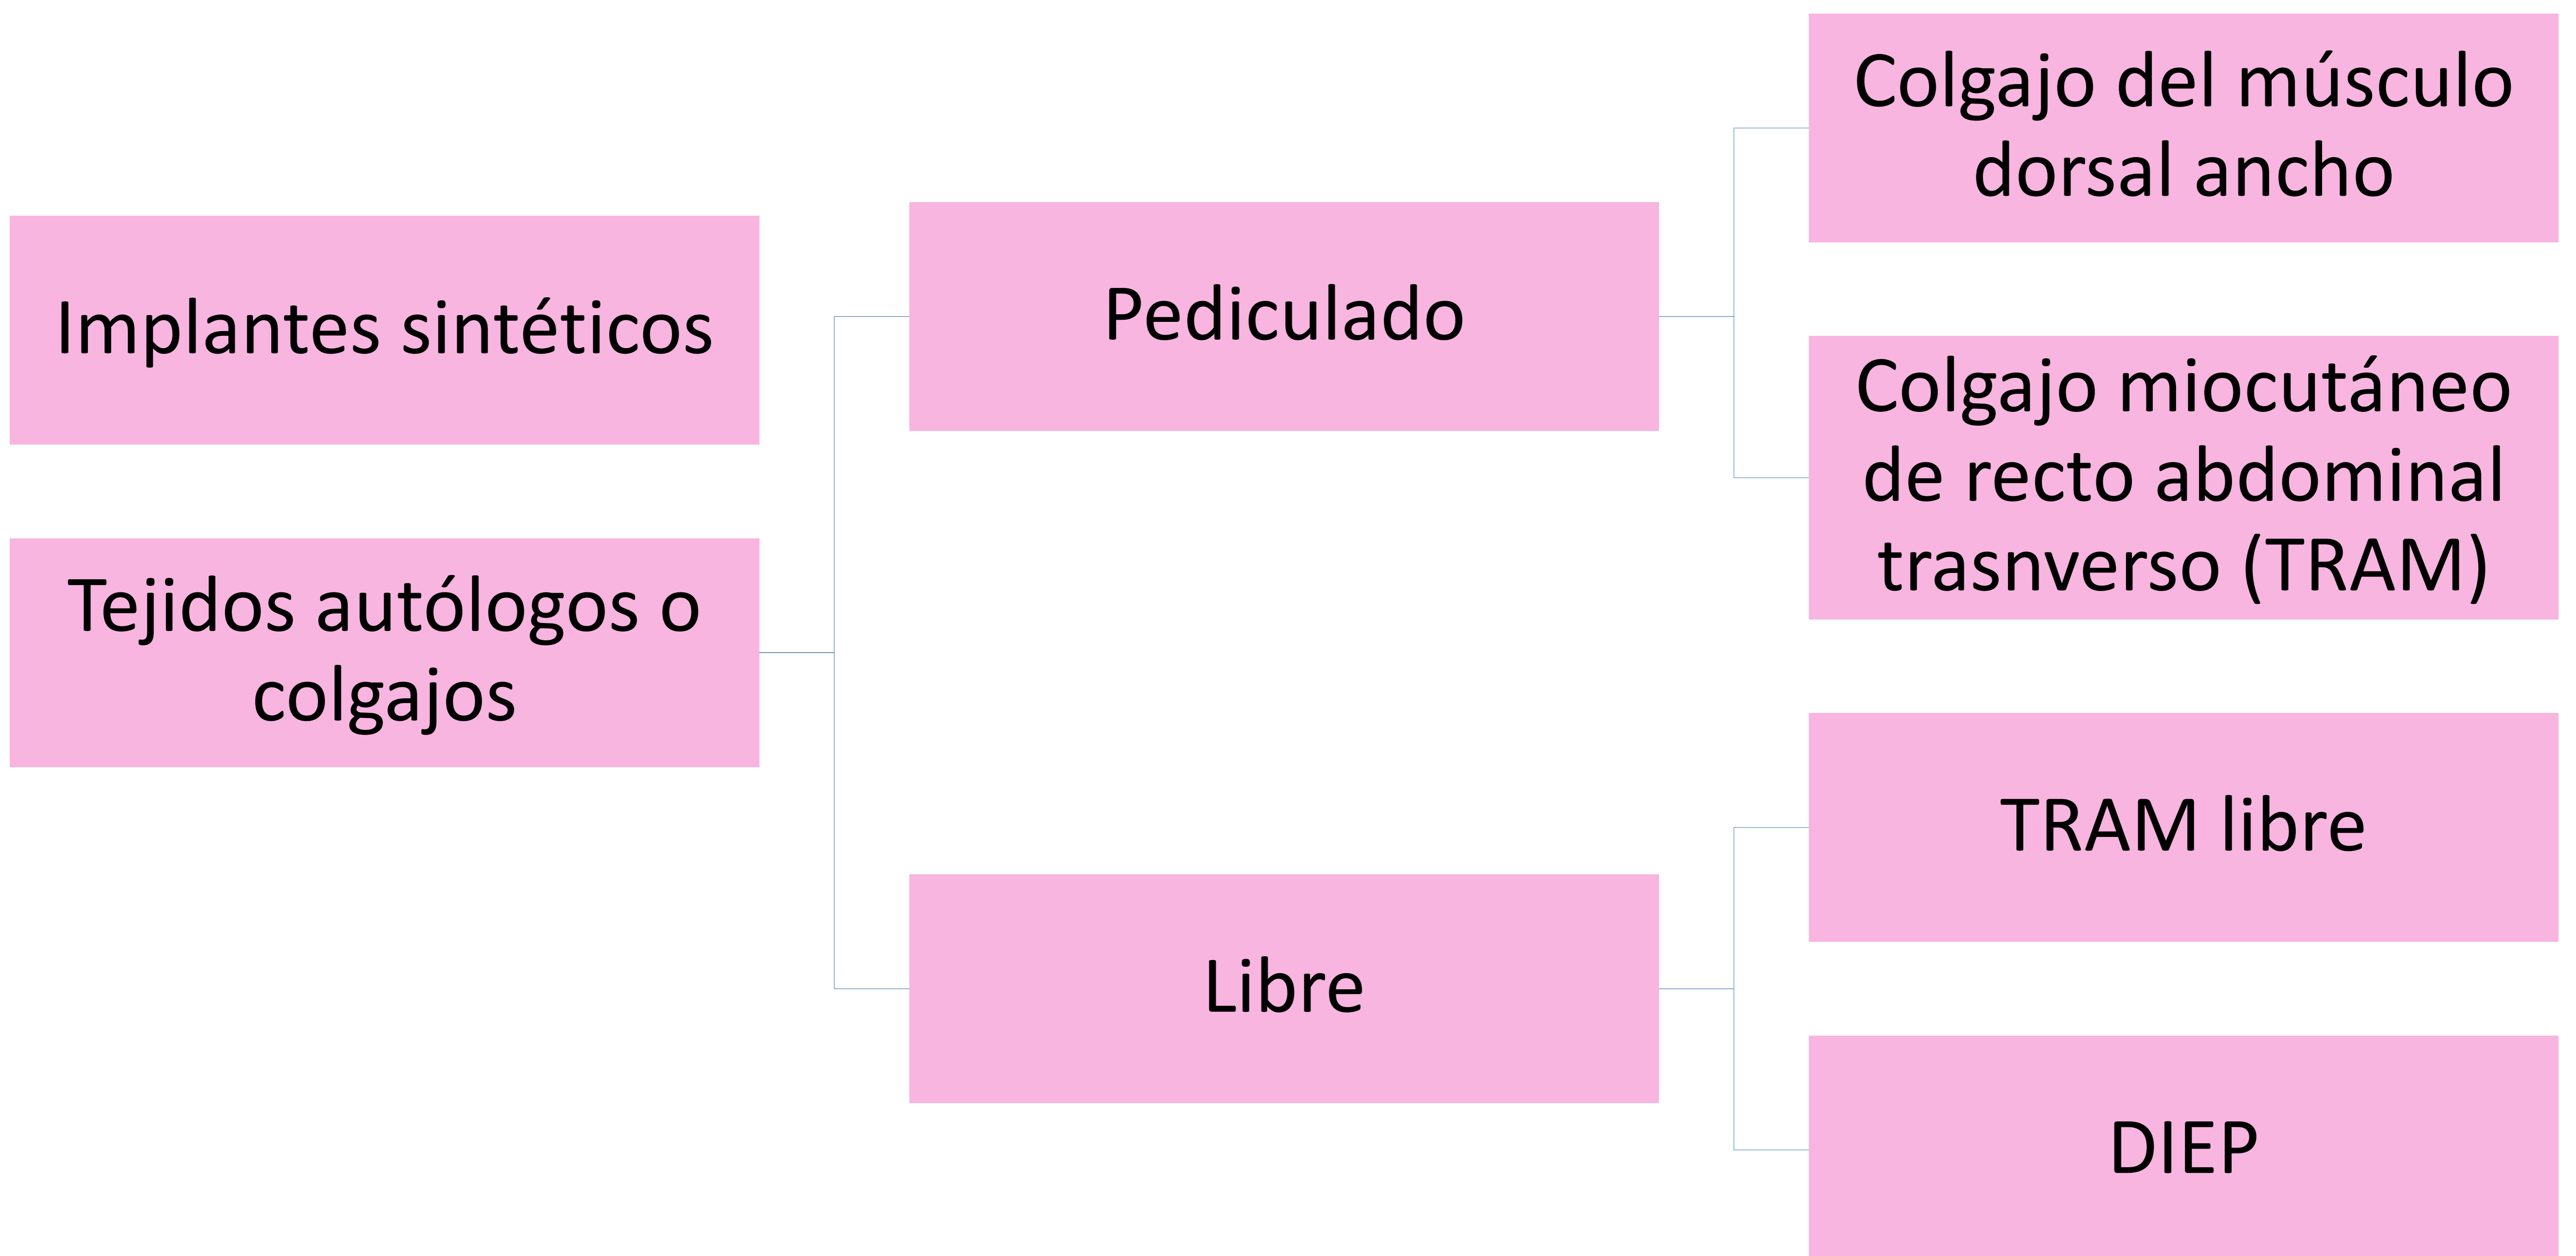 Implantes sintéticos
Tejidos autólogos o
colgajos
Pediculado
Libre
Colgajo del músculo
dorsal ancho
Colgajo miocutáneo
de recto abdominal
trasnverso (TRAM)
TRAM libre
DIEP